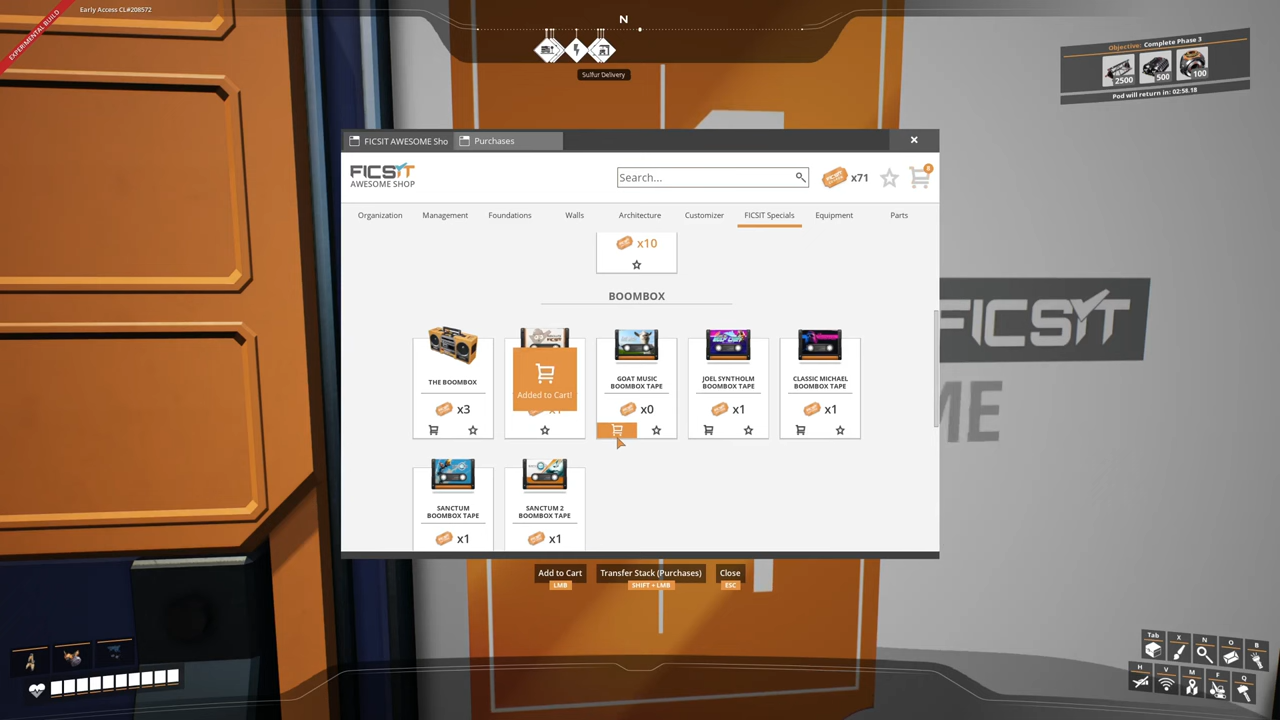 Early Access CL#208572
EXPERIMENTAL BUILD
N
Sulfur Delivery
Objective: Complete Phase 3
2500
500
100
Pod will return in: 02:58.18
FICSIT AWESOME Sho
Purchases
FICSIT
AWESOME SHOP
Search...
x71
Organization
Management
Foundations
Walls
Architecture
Customizer
FICSIT Specials
Equipment
Parts
x10
BOOMBOX
THE BOOMBOX
x3
Added to Cart!
GOAT MUSIC
BOOMBOX TAPE
x0
JOEL SYNTHOLM
BOOMBOX TAPE
x1
CLASSIC MICHAEL
BOOMBOX TAPE
x1
SANCTUM
BOOMBOX TAPE
x1
SANCTUM 2
BOOMBOX TAPE
x1
Add to Cart
LMB
Transfer Stack (Purchases)
SHIFT + LMB
Close
ESC
FICSIT
ME
Tab
X
N
O
B
H
V
M
F
Q